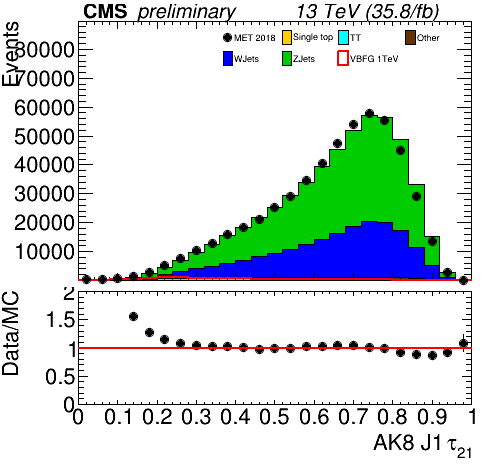 CMS preliminary 13 TeV (35.8/fb)
Events
MET 2018 Single top TT Other
WJets ZJets VBFG 1TeV
80000
70000
60000
50000
40000
30000
20000
10000
Data/MC
2
1.5
1
0.5
0
0 0.1 0.2 0.3 0.4 0.5 0.6 0.7 0.8 0.9 1
AK8 J1 τ21